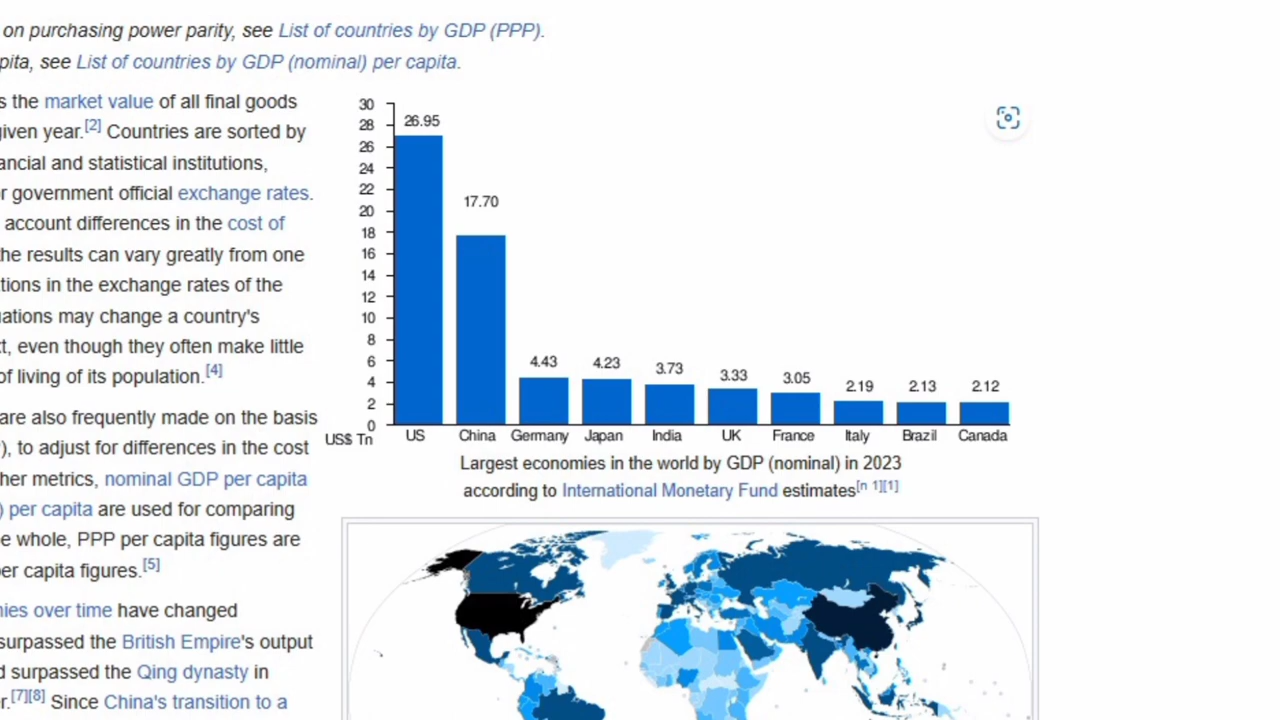 on purchasing power parity, see List of countries by GDP (PPP).
pita, see List of countries by GDP (nominal) per capita.
s the market value of all final goods
given year.[2] Countries are sorted by
ancial and statistical institutions,
r government official exchange rates.
account differences in the cost of
the results can vary greatly from one
tions in the exchange rates of the
uations may change a country's
xt, even though they often make little
of living of its population.[4]
are also frequently made on the basis
), to adjust for differences in the cost
her metrics, nominal GDP per capita
) per capita are used for comparing
e whole, PPP per capita figures are
per capita figures.[5]
mies over time have changed
surpassed the British Empire's output
d surpassed the Qing dynasty in
r.[7][8] Since China's transition to a
30
28
26
24
22
20
18
16
14
12
10
8
6
4
2
0
US$ Tn
26.95
17.70
4.43
4.23
3.73
3.33
3.05
2.19
2.13
2.12
US
China
Germany
Japan
India
UK
France
Italy
Brazil
Canada
Largest economies in the world by GDP (nominal) in 2023
according to International Monetary Fund estimates[n 1][1]